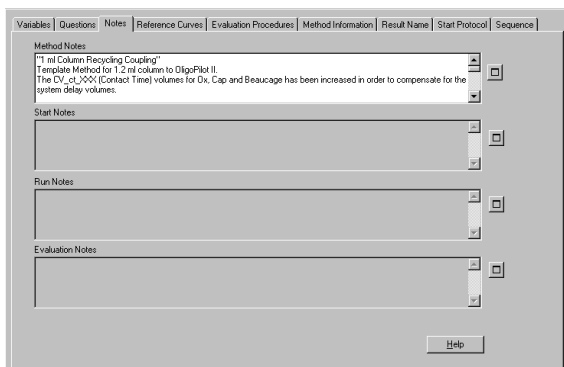 Variables Questions Notes Reference Curves Evaluation Procedures Method Information Result Name Start Protocol Sequence
Method Notes
"1 ml Column Recycling Coupling"
Template Method for 1.2 ml column to OligoPilot II.
The CV_ct_XXX (Contact Time) volumes for Ox, Cap and Beaucage has been increased in order to compensate for the
system delay volumes.
Start Notes
Run Notes
Evaluation Notes
Help